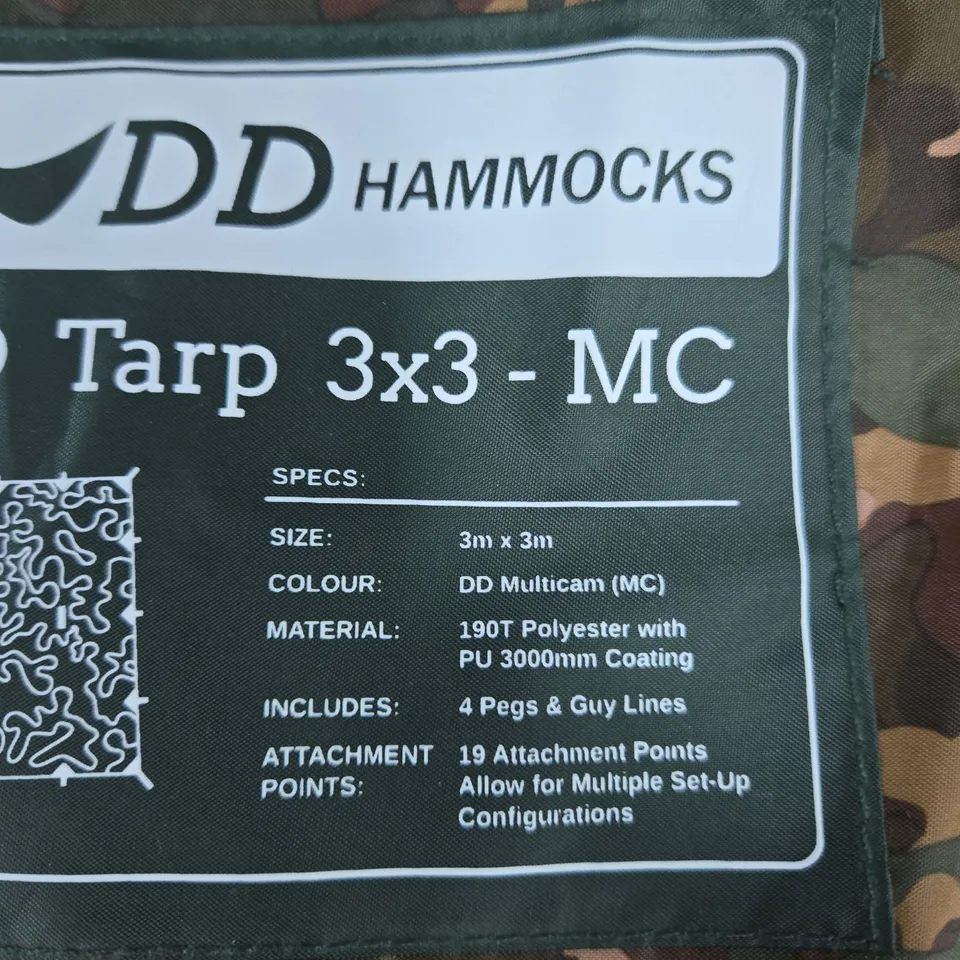 DD HAMMOCKS
Tarp 3x3 - MC
SPECS:
SIZE: 3m x 3m
COLOUR: DD Multicam (MC)
MATERIAL: 190T Polyester with
PU 3000mm Coating
INCLUDES: 4 Pegs & Guy Lines
ATTACHMENT POINTS: 19 Attachment Points
Allow for Multiple Set-Up
Configurations